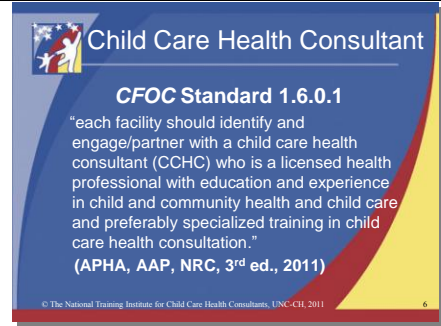 Child Care Health Consultant
CFOC Standard 1.6.0.1
“each facility should identify and
engage/partner with a child care health
consultant (CCHC) who is a licensed health
professional with education and experience
in child and community health and child care
and preferably specialized training in child
care health consultation.”
(APHA, AAP, NRC, 3rd ed., 2011)
© The National Training Institute for Child Care Health Consultants, UNC-CH, 2011
6